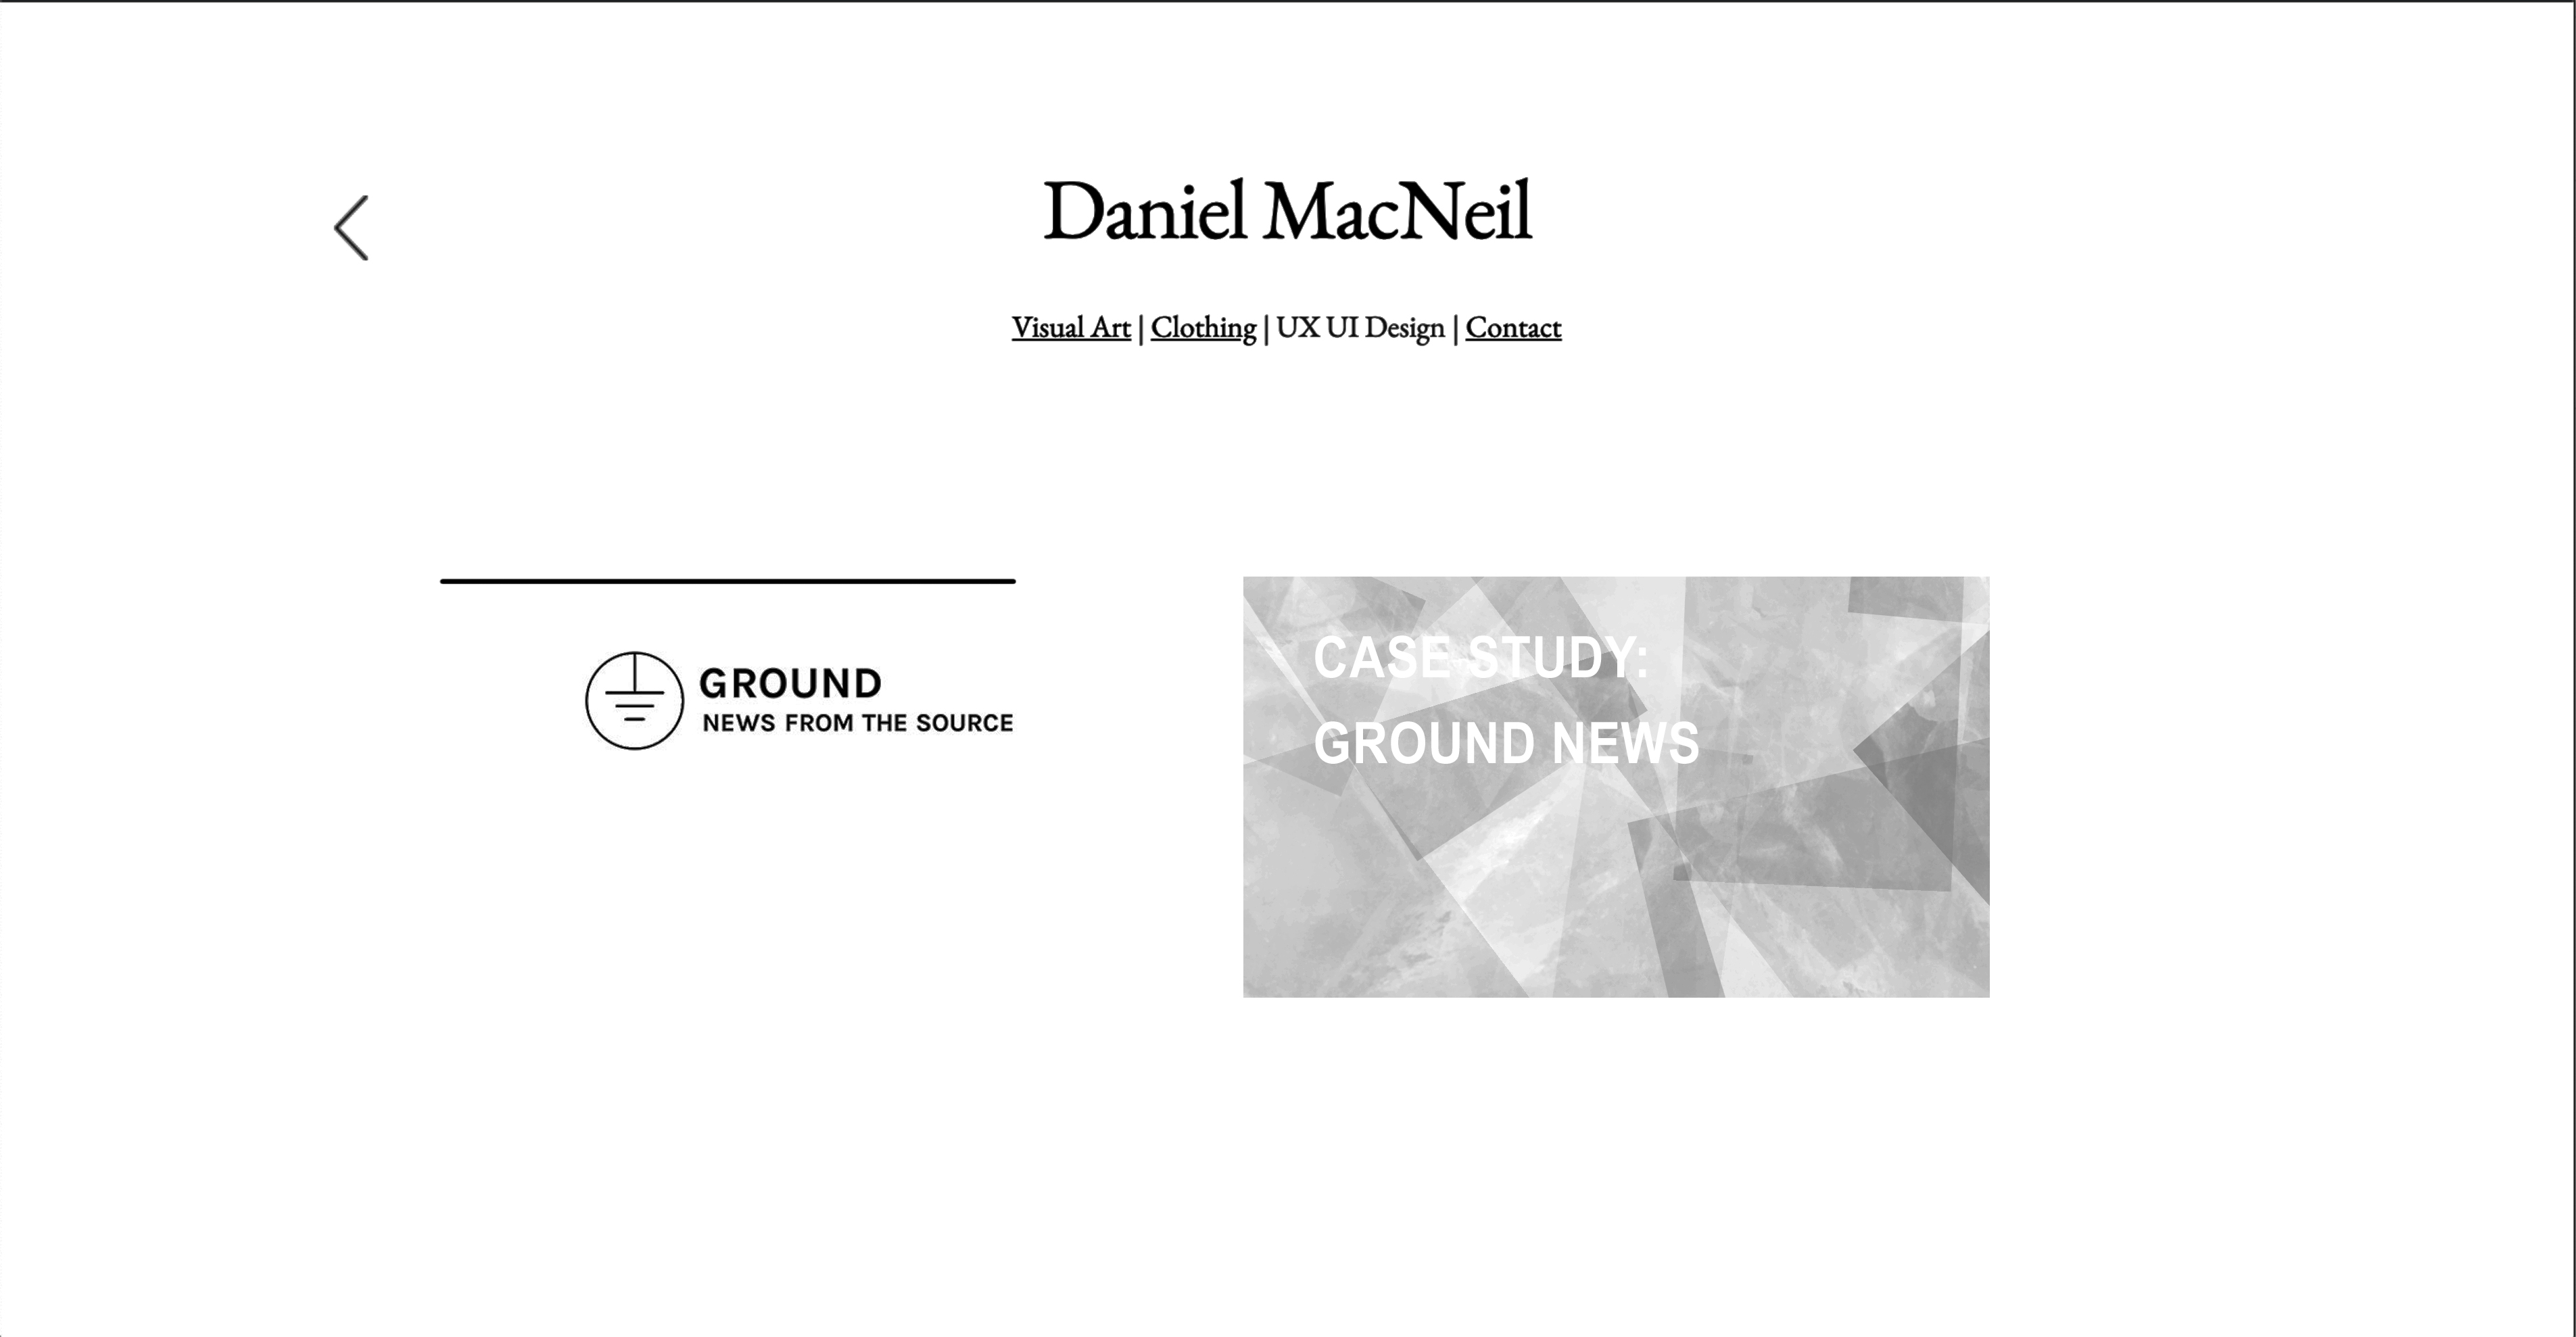 Daniel MacNeil
Visual Art | Clothing | UX UI Design | Contact
GROUND
NEWS FROM THE SOURCE
CASE STUDY:
GROUND NEWS